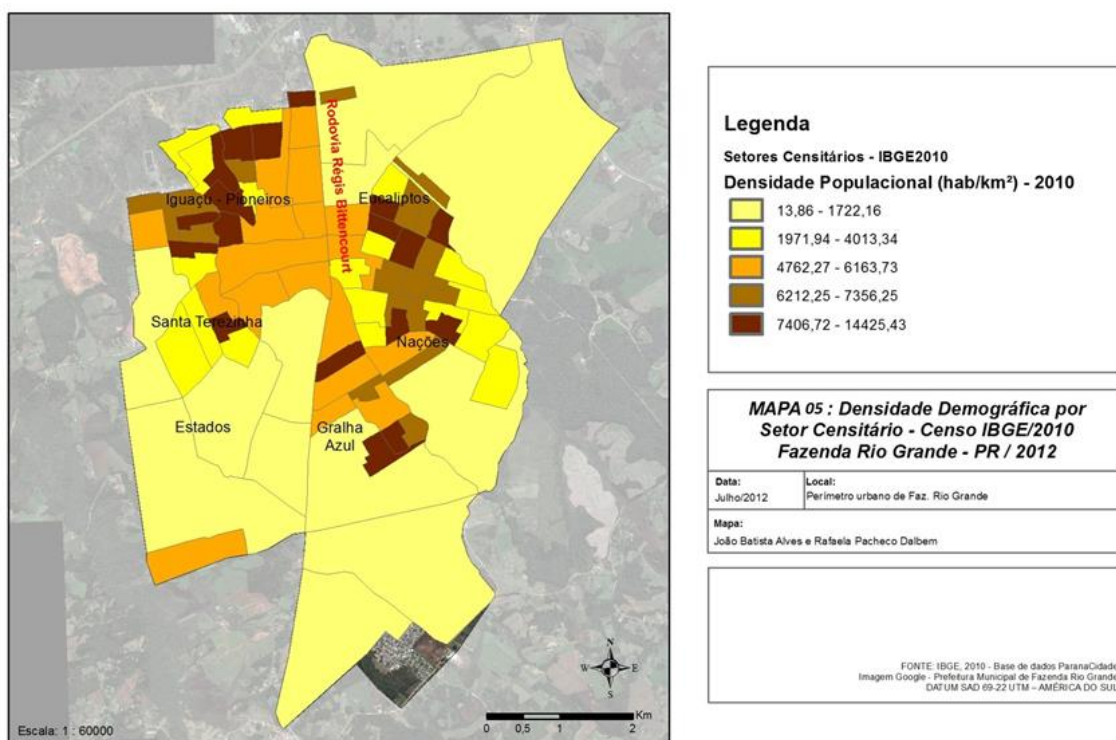 Rodovia Régis Bittencourt
Iguaçu - Pioneiros
Eucaliptos
Santa Terezinha
Nações
Estados
Gralha
Azul
N
W
E
S
Km
0 0,5 1 2
Escala: 1 : 60000
Legenda
Setores Censitários - IBGE2010
Densidade Populacional (hab/km²) - 2010
13,86 - 1722,16
1971,94 - 4013,34
4762,27 - 6163,73
6212,25 - 7356,25
7406,72 - 14425,43
MAPA 05 : Densidade Demográfica por
Setor Censitário - Censo IBGE/2010
Fazenda Rio Grande - PR / 2012
Data:
Julho/2012
Local:
Perímetro urbano de Faz. Rio Grande
Mapa:
João Batista Alves e Rafaela Pacheco Dalbem
FONTE: IBGE, 2010 - Base de dados ParanaCidade
Imagem Google - Prefeitura Municipal de Fazenda Rio Grande
DATUM SAD 69-22 UTM – AMÉRICA DO SUL